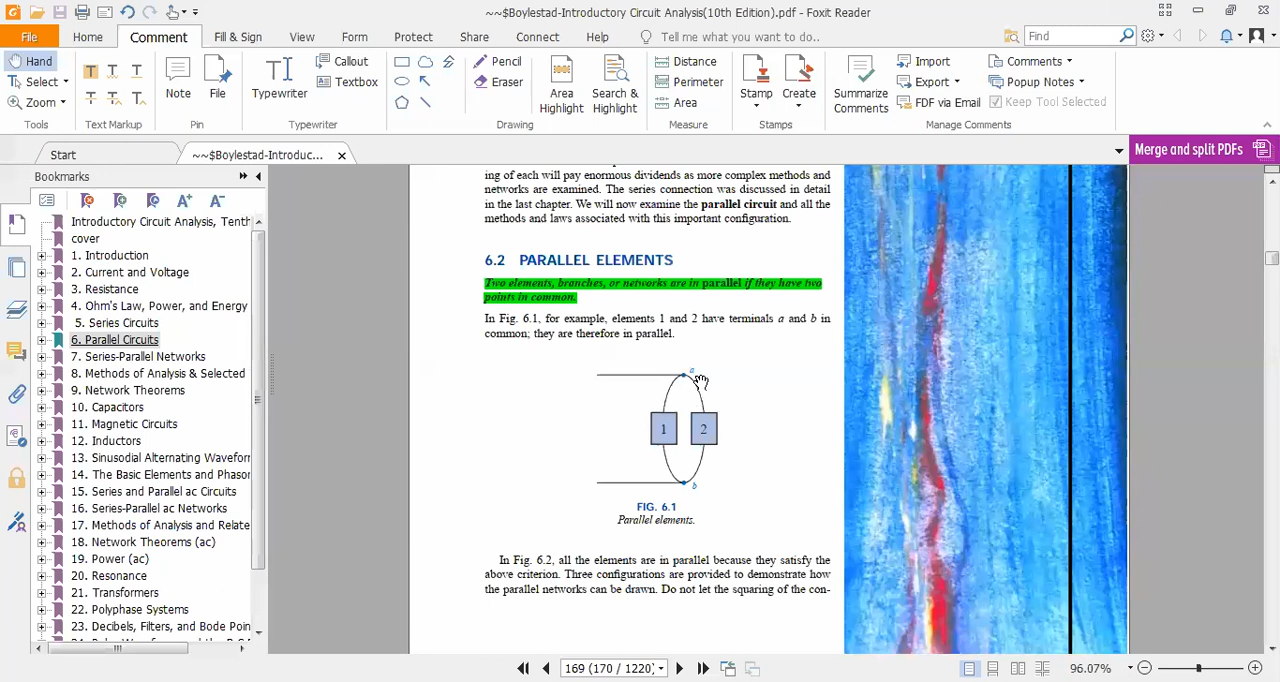 ~~$Boylestad-Introductory Circuit Analysis(10th Edition).pdf - Foxit Reader
File Home Comment Fill & Sign View Form Protect Share Connect Help Tell me what you want to do.. Find
Hand
Select
Zoom
Tools
Text Markup
Note
File
Pin
Typewriter
Callout
Textbox
Typewriter
Pencil
Eraser
Area Highlight
Search & Highlight
Drawing
Distance
Perimeter
Area
Measure
Stamp
Create
Stamps
Summarize Comments
Import
Export
FDF via Email
Comments
Popup Notes
Keep Tool Selected
Manage Comments
Start
~~$Boylestad-Introduc...
Merge and split PDFs
Bookmarks
Introductory Circuit Analysis, Tenth
cover
1. Introduction
2. Current and Voltage
3. Resistance
4. Ohm's Law, Power, and Energy
5. Series Circuits
6. Parallel Circuits
7. Series-Parallel Networks
8. Methods of Analysis & Selected
9. Network Theorems
10. Capacitors
11. Magnetic Circuits
12. Inductors
13. Sinusoidal Alternating Wavefor
14. The Basic Elements and Phasor
15. Series and Parallel ac Circuits
16. Series-Parallel ac Networks
17. Methods of Analysis and Relate
18. Network Theorems (ac)
19. Power (ac)
20. Resonance
21. Transformers
22. Polyphase Systems
23. Decibels, Filters, and Bode Poin
ing of each will pay enormous dividends as more complex methods and
networks are examined. The series connection was discussed in detail
in the last chapter. We will now examine the parallel circuit and all the
methods and laws associated with this important configuration.
6.2 PARALLEL ELEMENTS
Two elements, branches, or networks are in parallel if they have two
points in common.
In Fig. 6.1, for example, elements 1 and 2 have terminals a and b in
common; they are therefore in parallel.
a
1 2
b
FIG. 6.1
Parallel elements.
In Fig. 6.2, all the elements are in parallel because they satisfy the
above criterion. Three configurations are provided to demonstrate how
the parallel networks can be drawn. Do not let the squaring of the con-
169 (170 / 1220)
96.07%